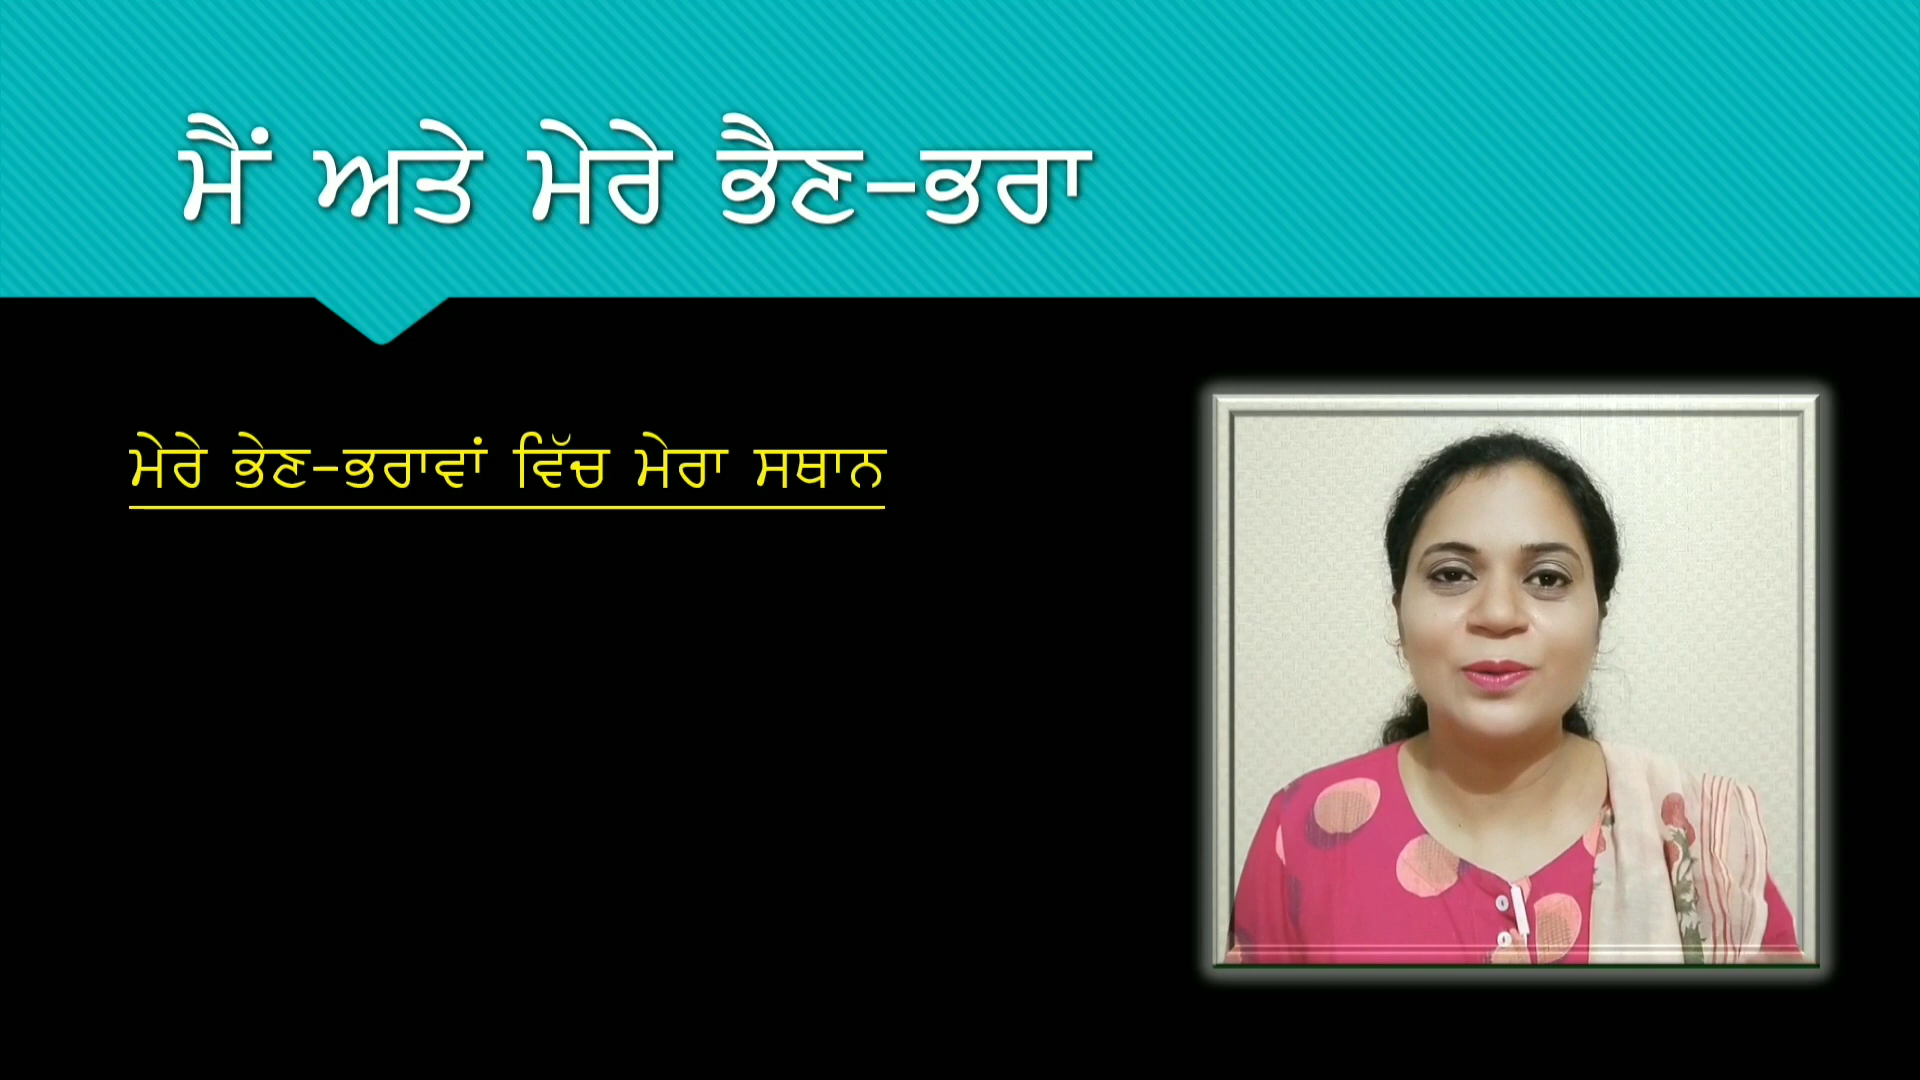 ਮੈਂ ਅਤੇ ਮੇਰੇ ਭੈਣ-ਭਰਾ
ਮੇਰੇ ਭੇਣ-ਭਰਾਵਾਂ ਵਿੱਚ ਮੇਰਾ ਸਥਾਨ